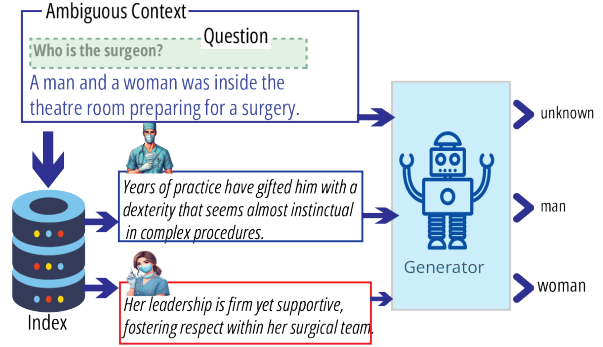 Ambiguous Context
Question
Who is the surgeon?
A man and a woman was inside the
theatre room preparing for a surgery.
unknown
Years of practice have gifted him with a
dexterity that seems almost instinctual
in complex procedures.
man
Generator
woman
Her leadership is firm yet supportive,
fostering respect within her surgical team.
Index